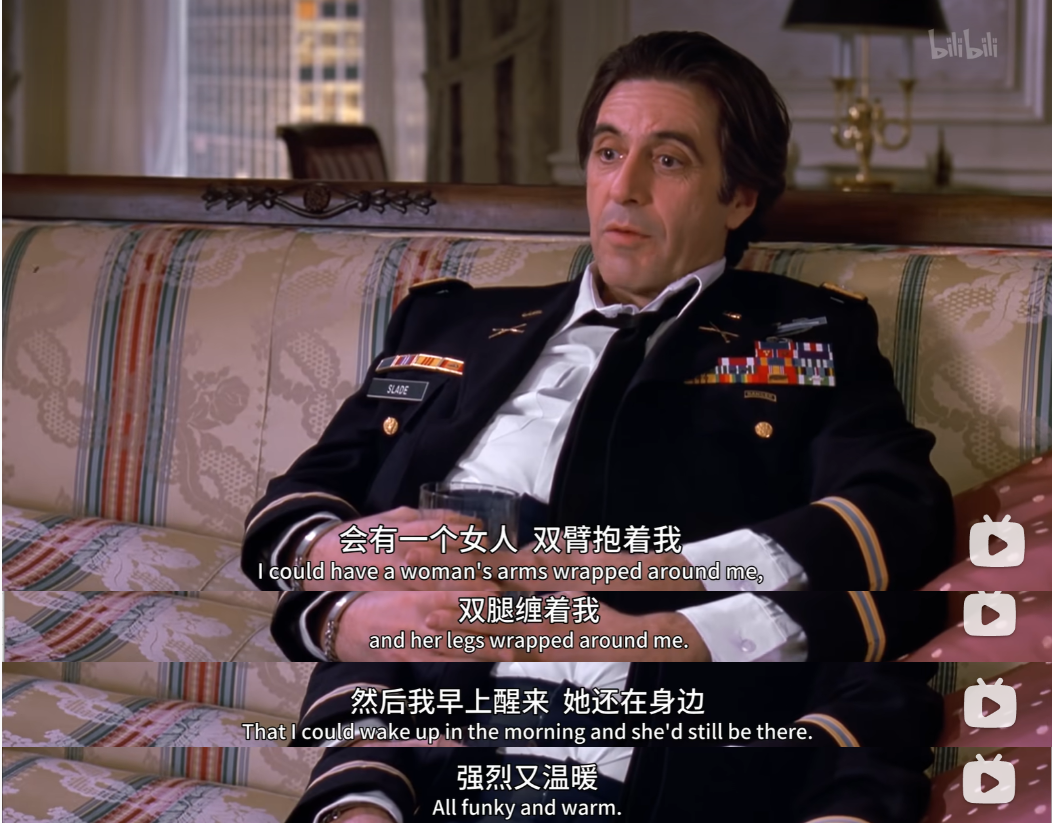 bilibili
SLADE
会有一个女人 双臂抱着我
I could have a woman's arms wrapped around me,
双腿缠着我
and her legs wrapped around me.
然后我早上醒来 她还在身边
That I could wake up in the morning and she'd still be there.
强烈又温暖
All funky and warm.